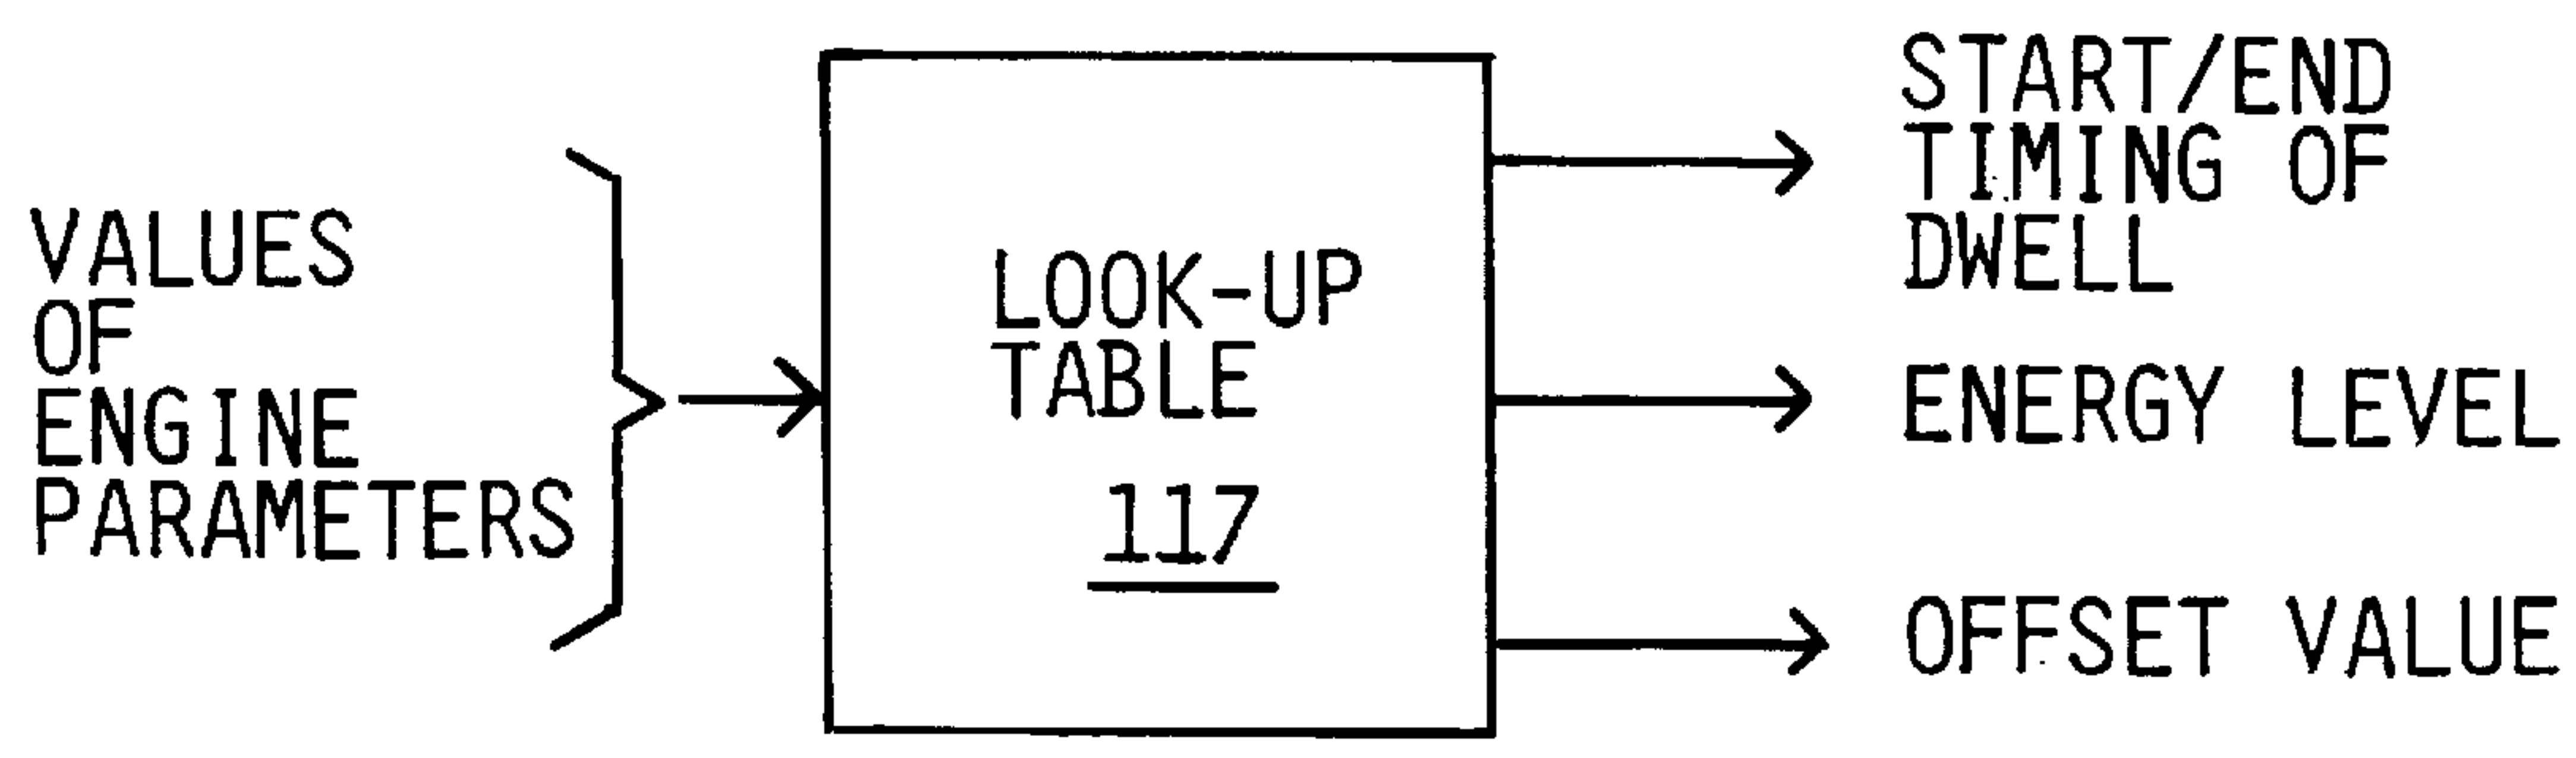 VALUES
OF
ENGINE
PARAMETERS
LOOK-UP
TABLE
117
START/END
TIMING OF
DWELL
ENERGY LEVEL
OFFSET VALUE